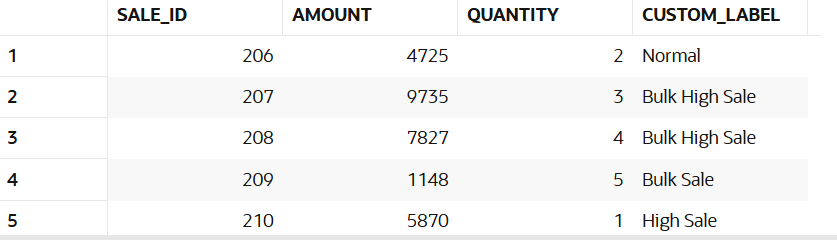 SALE_ID AMOUNT QUANTITY CUSTOM_LABEL
1 206 4725 2 Normal
2 207 9735 3 Bulk High Sale
3 208 7827 4 Bulk High Sale
4 209 1148 5 Bulk Sale
5 210 5870 1 High Sale